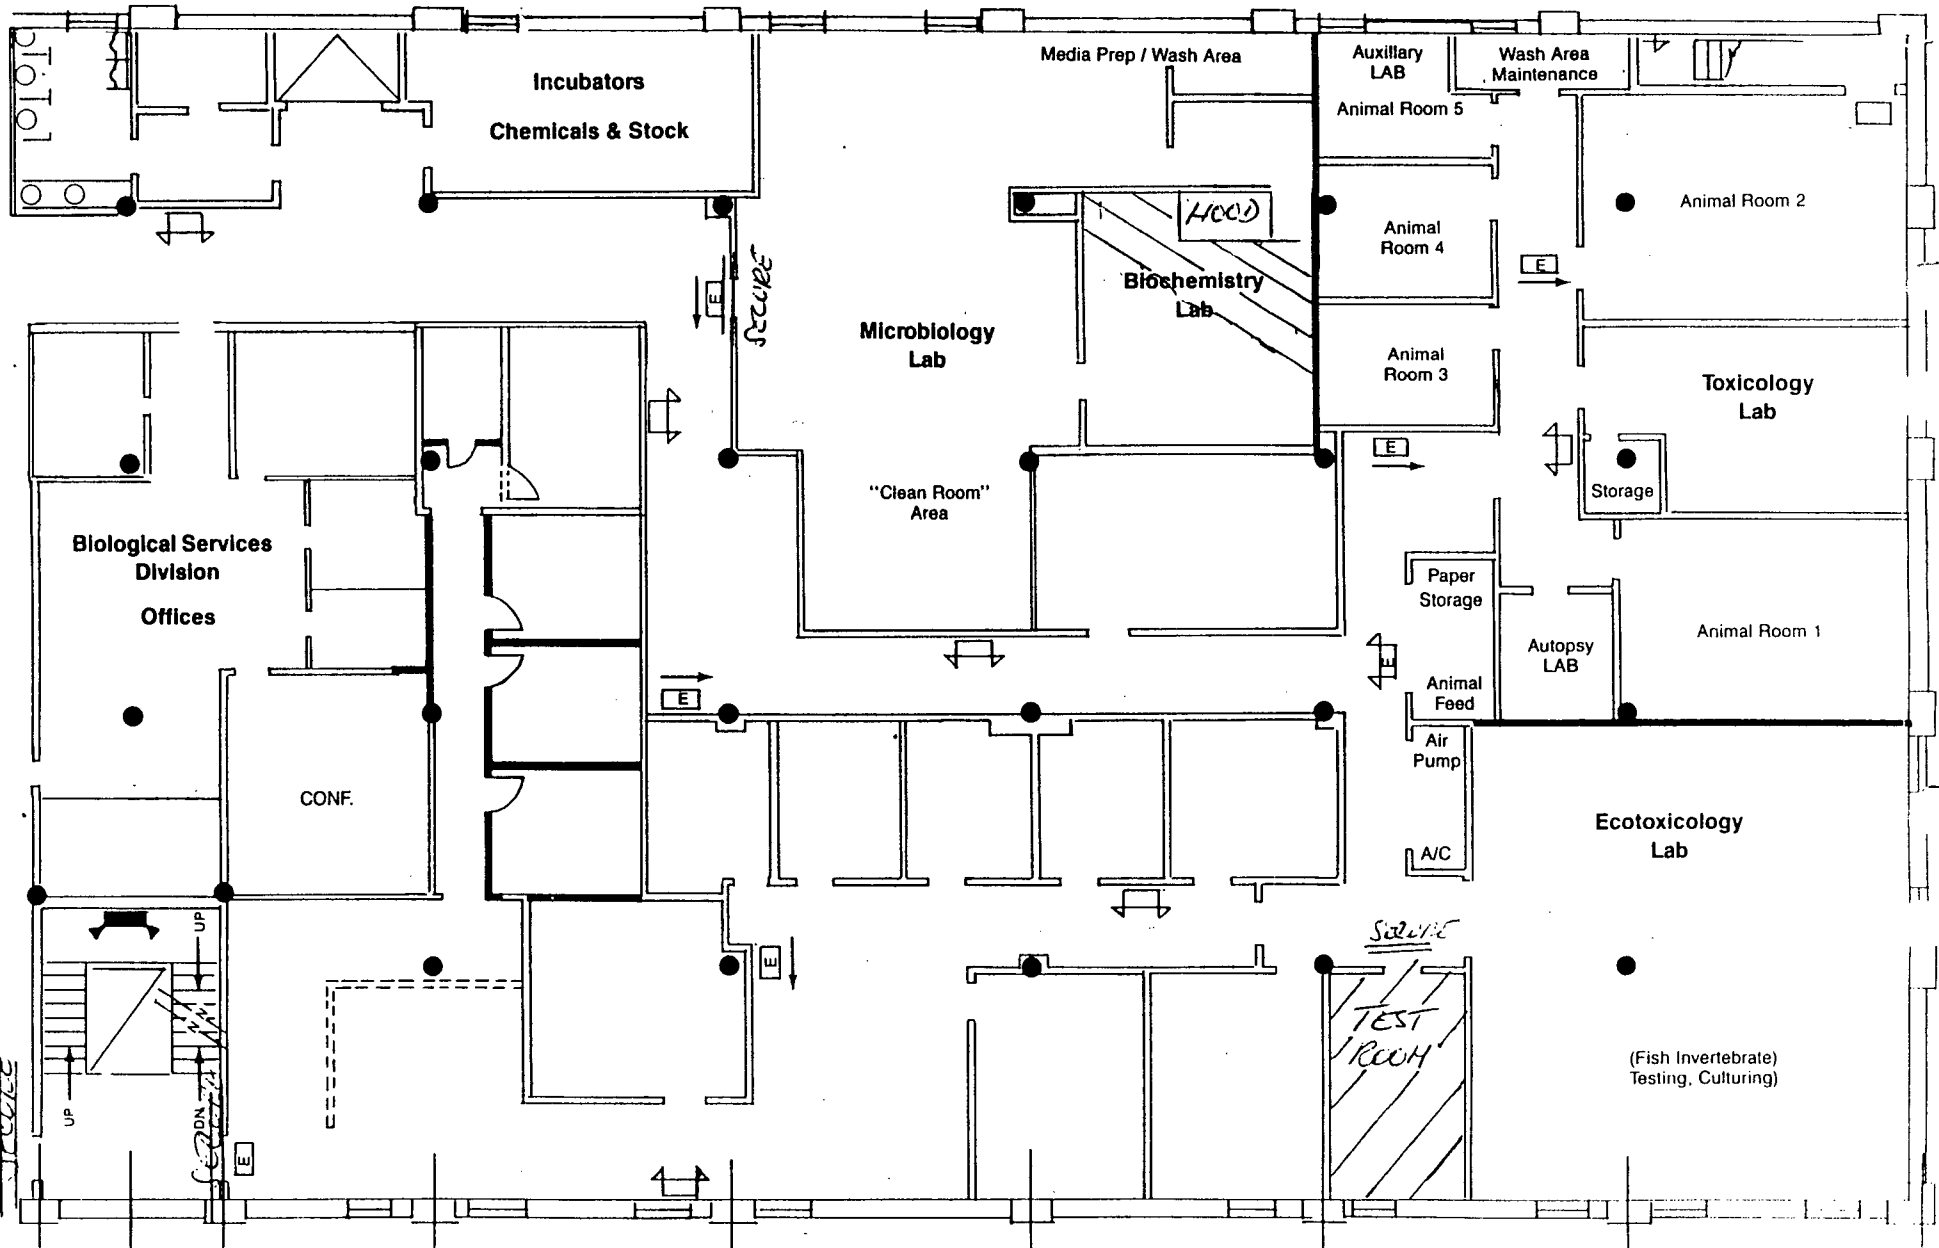 Media Prep / Wash Area
Auxiliary
LAB
Wash Area
Maintenance
Incubators
Chemicals & Stock
Animal Room 5
Animal Room 2
HOOD
Animal
Room 4
E
E
SECURE
Biochemistry
Lab
Microbiology
Lab
Animal
Room 3
Toxicology
Lab
E
Storage
"Clean Room"
Area
Biological Services
Division
Offices
Paper
Storage
Animal Room 1
Autopsy
LAB
E
Animal
Feed
E
Air
Pump
CONF.
Ecotoxicology
Lab
A/C
UP
SECURE
E
TEST
ROOM
(Fish Invertebrate)
Testing, Culturing)
UP
DN.
SECURE
E